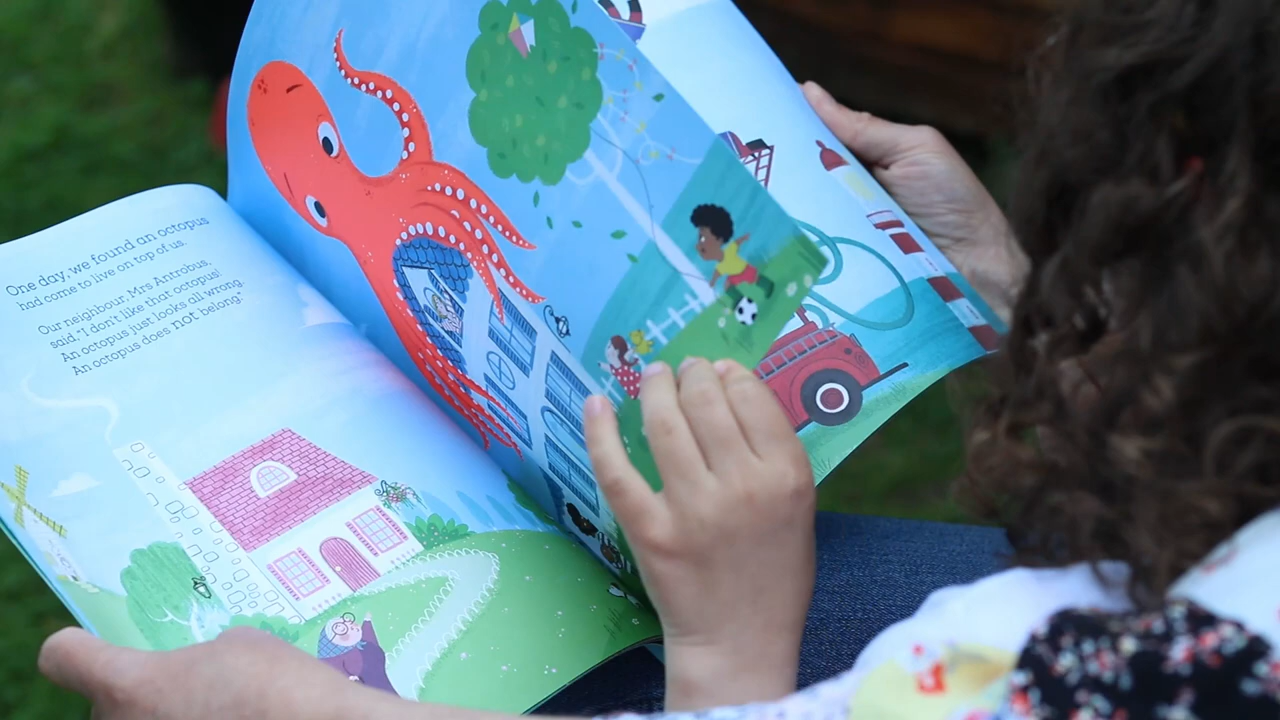 One day, we found an octopus
had come to live on top of us.
Our neighbour, Mrs Antrobus,
said, "I don't like that octopus!
An octopus just looks all wrong.
An octopus does not belong."